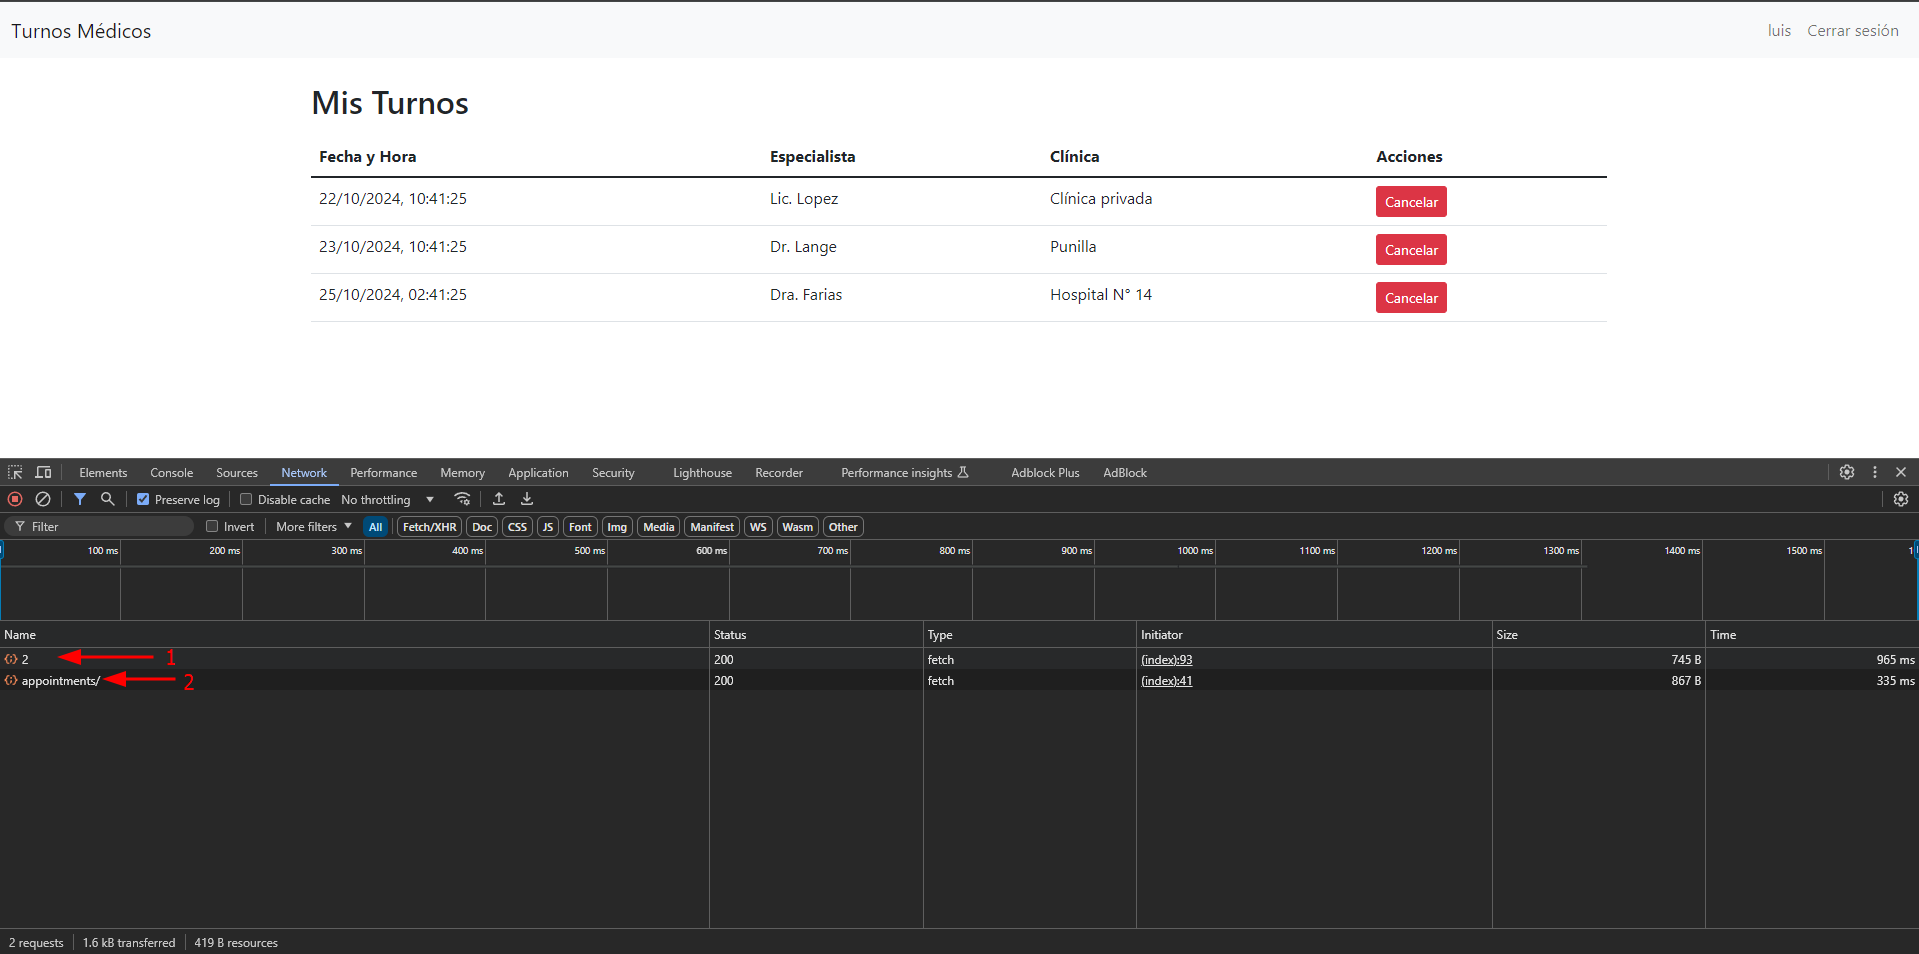 Turnos Médicos luis Cerrar sesión
Mis Turnos
Fecha y Hora Especialista Clínica Acciones
22/10/2024, 10:41:25 Lic. Lopez Clínica privada Cancelar
23/10/2024, 10:41:25 Dr. Lange Punilla Cancelar
25/10/2024, 02:41:25 Dra. Farias Hospital N° 14 Cancelar
Elements Console Sources Network Performance Memory Application Security Lighthouse Recorder Performance insights Adblock Plus AdBlock
Preserve log Disable cache No throttling
Filter Invert More filters All Fetch/XHR Doc CSS JS Font Img Media Manifest WS Wasm Other
100 ms 200 ms 300 ms 400 ms 500 ms 600 ms 700 ms 800 ms 900 ms 1000 ms 1100 ms 1200 ms 1300 ms 1400 ms 1500 ms 1
Name Status Type Initiator Size Time
2 1 200 fetch (index):93 745 B 965 ms
appointments/ 2 200 fetch (index):41 867 B 335 ms
2 requests 1.6 kB transferred 419 B resources